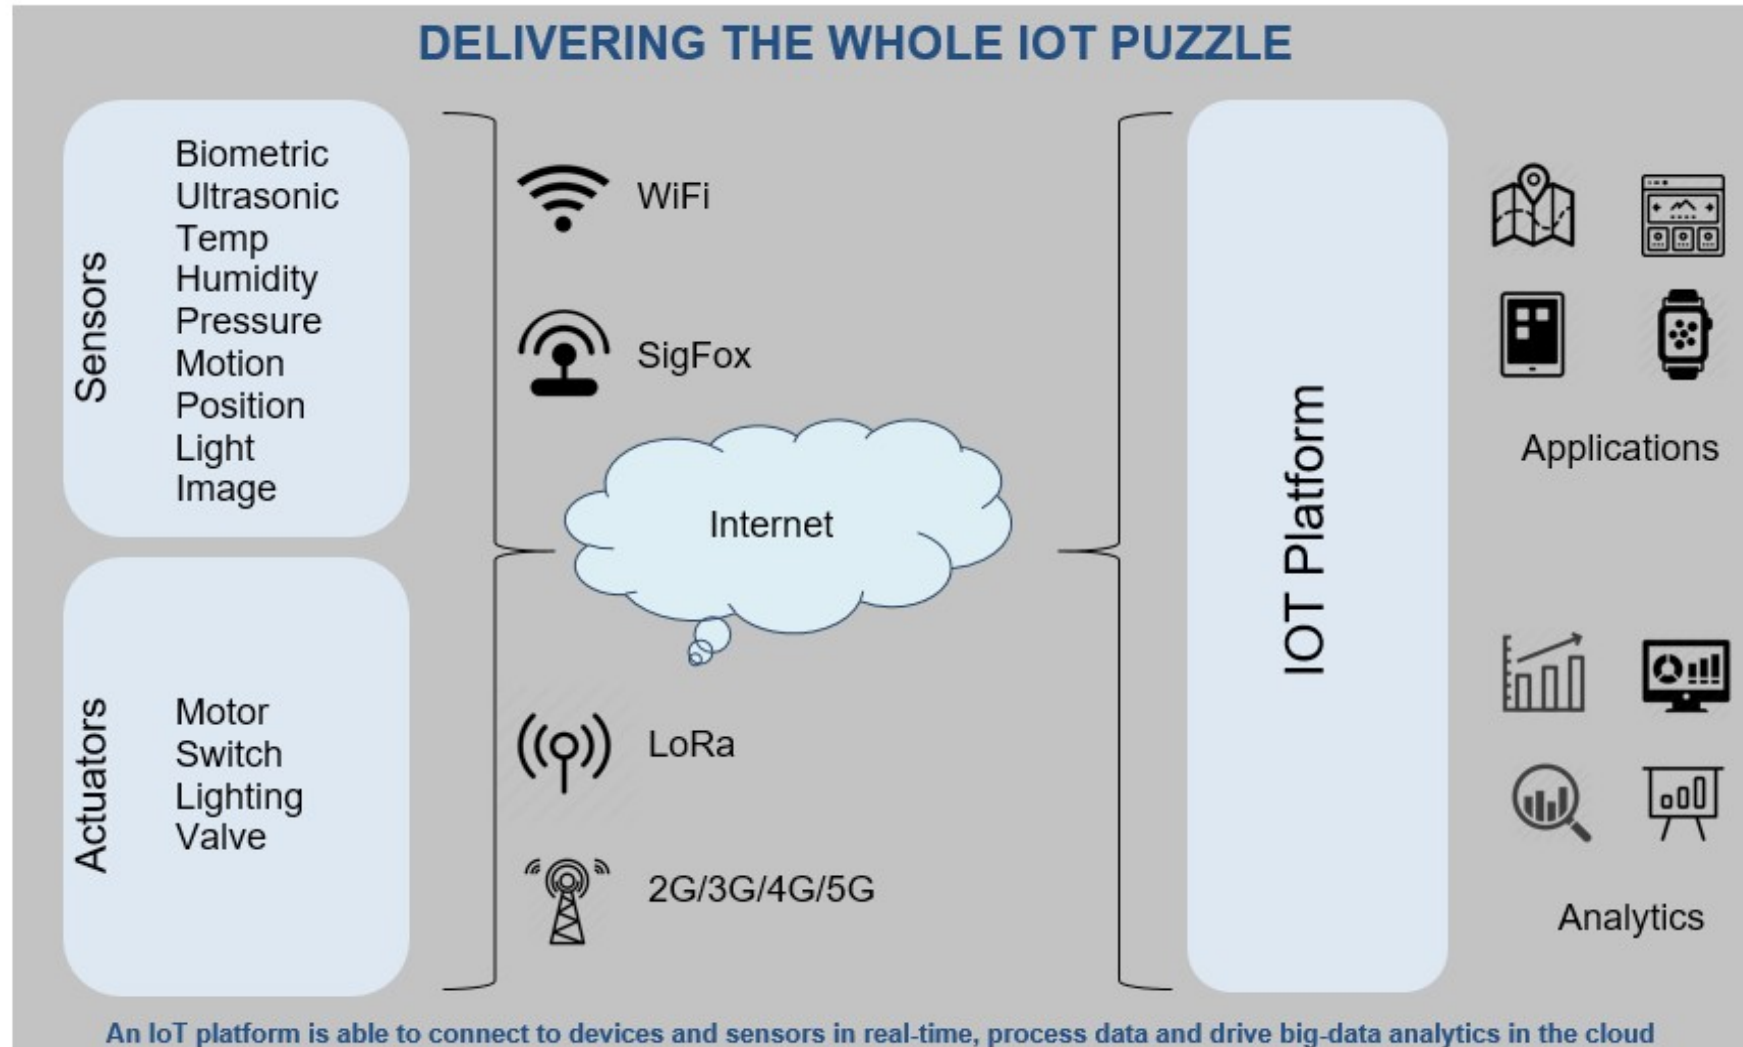 DELIVERING THE WHOLE IOT PUZZLE
Sensors
Biometric
Ultrasonic
Temp
Humidity
Pressure
Motion
Position
Light
Image
Actuators
Motor
Switch
Lighting
Valve
WiFi
SigFox
Internet
LoRa
2G/3G/4G/5G
IOT Platform
Applications
Analytics
An IoT platform is able to connect to devices and sensors in real-time, process data and drive big-data analytics in the cloud